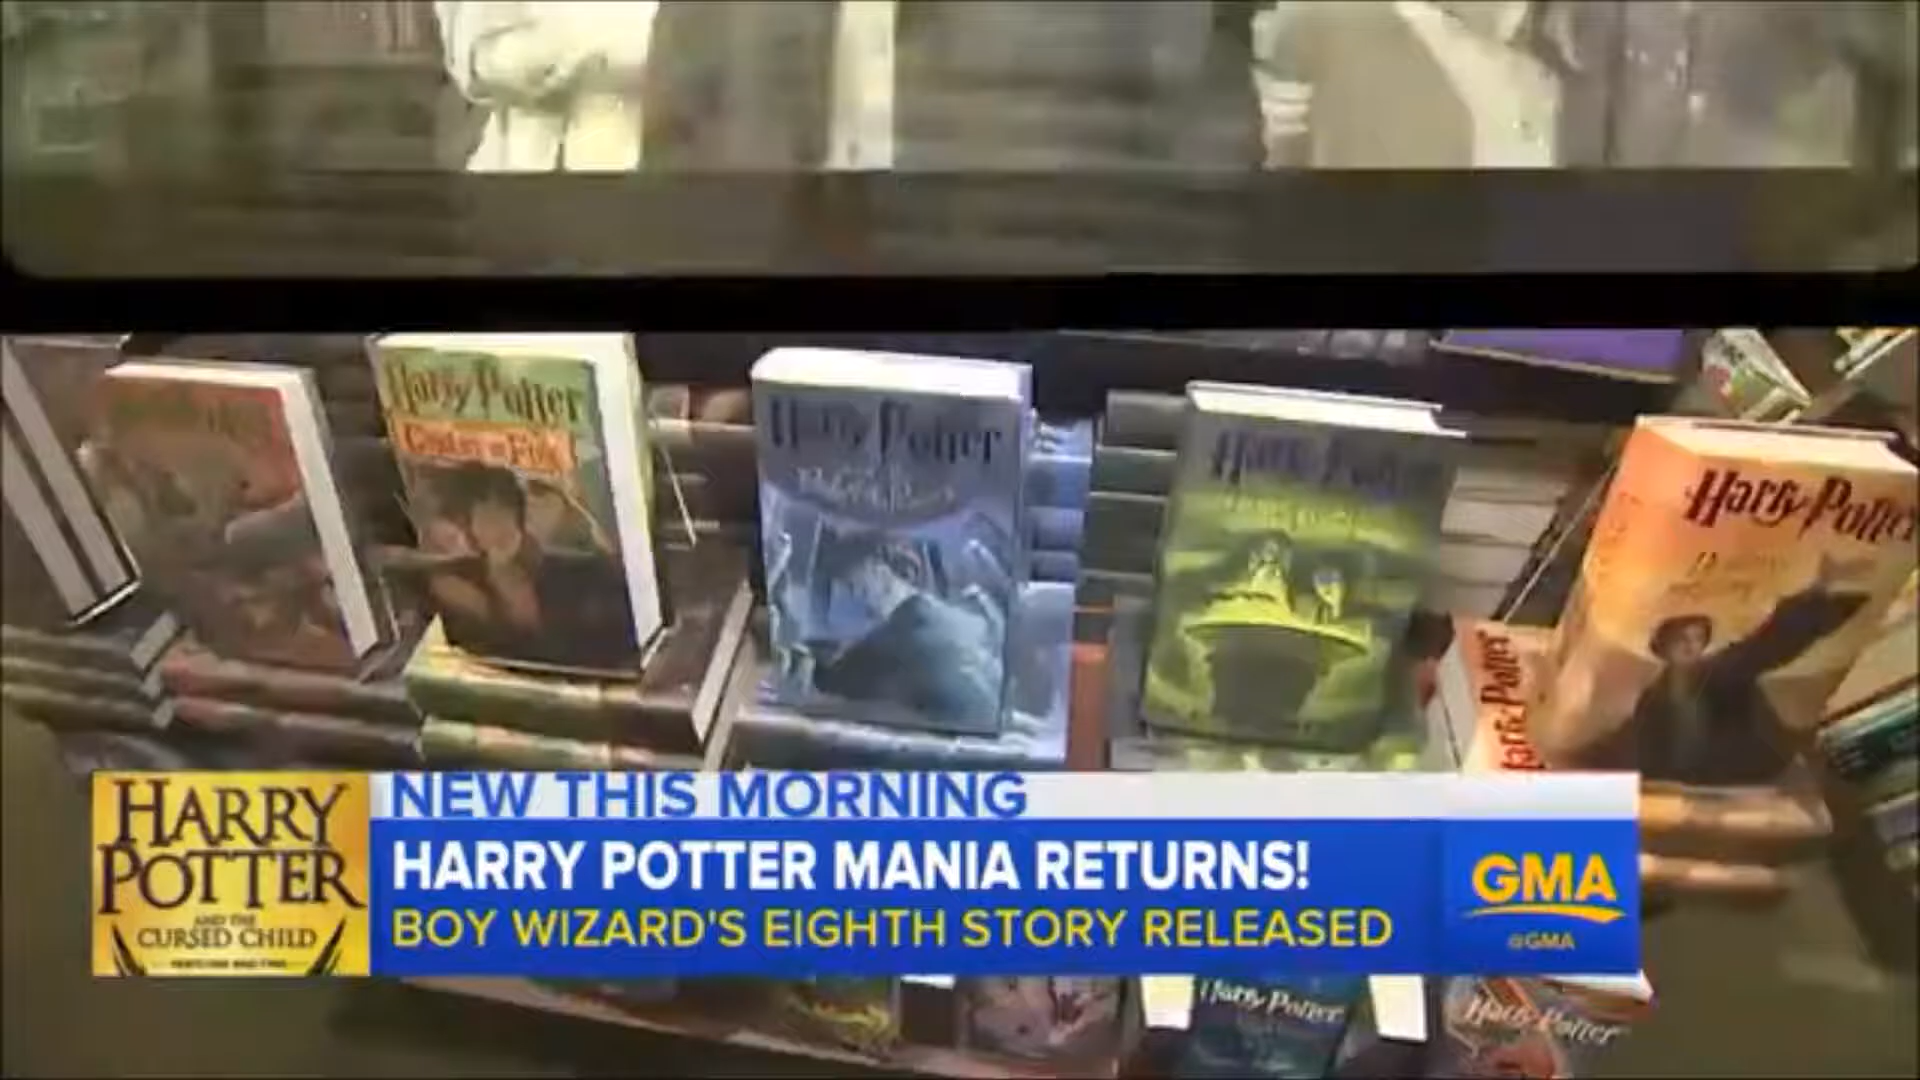 Harry Potter
Goblet of Fire
Harry Potter
Harry Potter
Harry Potter
Harry Potter
HARRY
POTTER
AND THE
CURSED CHILD
NEW THIS MORNING
HARRY POTTER MANIA RETURNS!
BOY WIZARD'S EIGHTH STORY RELEASED
GMA
@GMA
Harry Potter
Harry Potter